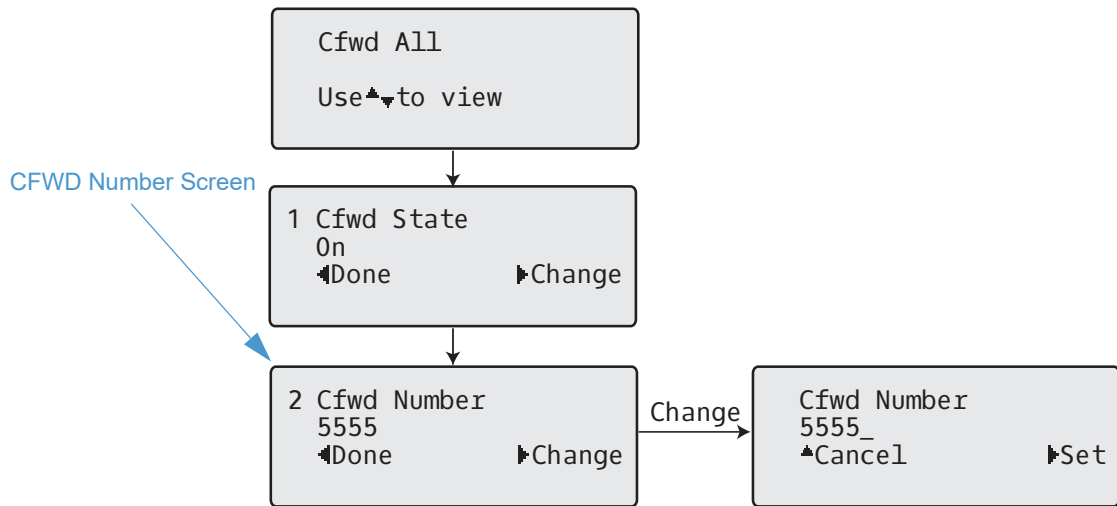 Cfwd All
Use▲▼to view
CFWD Number Screen
1 Cfwd State
On
◀Done ▶Change
2 Cfwd Number
5555
◀Done ▶Change
Change
Cfwd Number
5555_
▲Cancel ▶Set